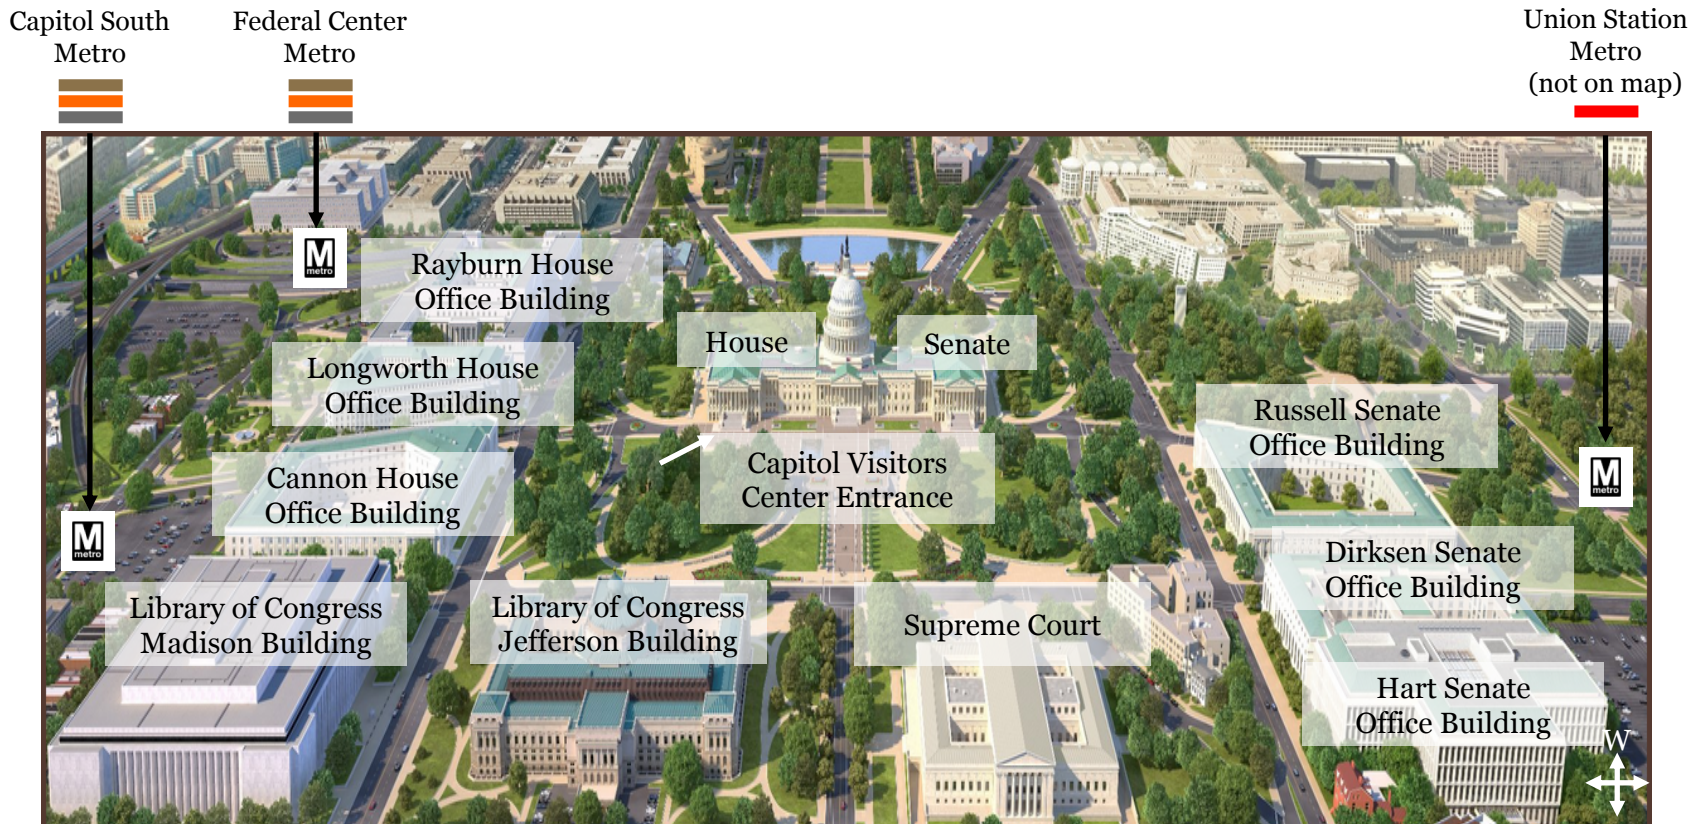 Capitol South
Metro
Federal Center
Metro
Union Station
Metro
(not on map)
M
metro
Rayburn House
Office Building
House
Senate
Longworth House
Office Building
Russell Senate
Office Building
Cannon House
Office Building
Capitol Visitors
Center Entrance
M
metro
M
metro
Dirksen Senate
Office Building
Library of Congress
Madison Building
Library of Congress
Jefferson Building
Supreme Court
Hart Senate
Office Building
W